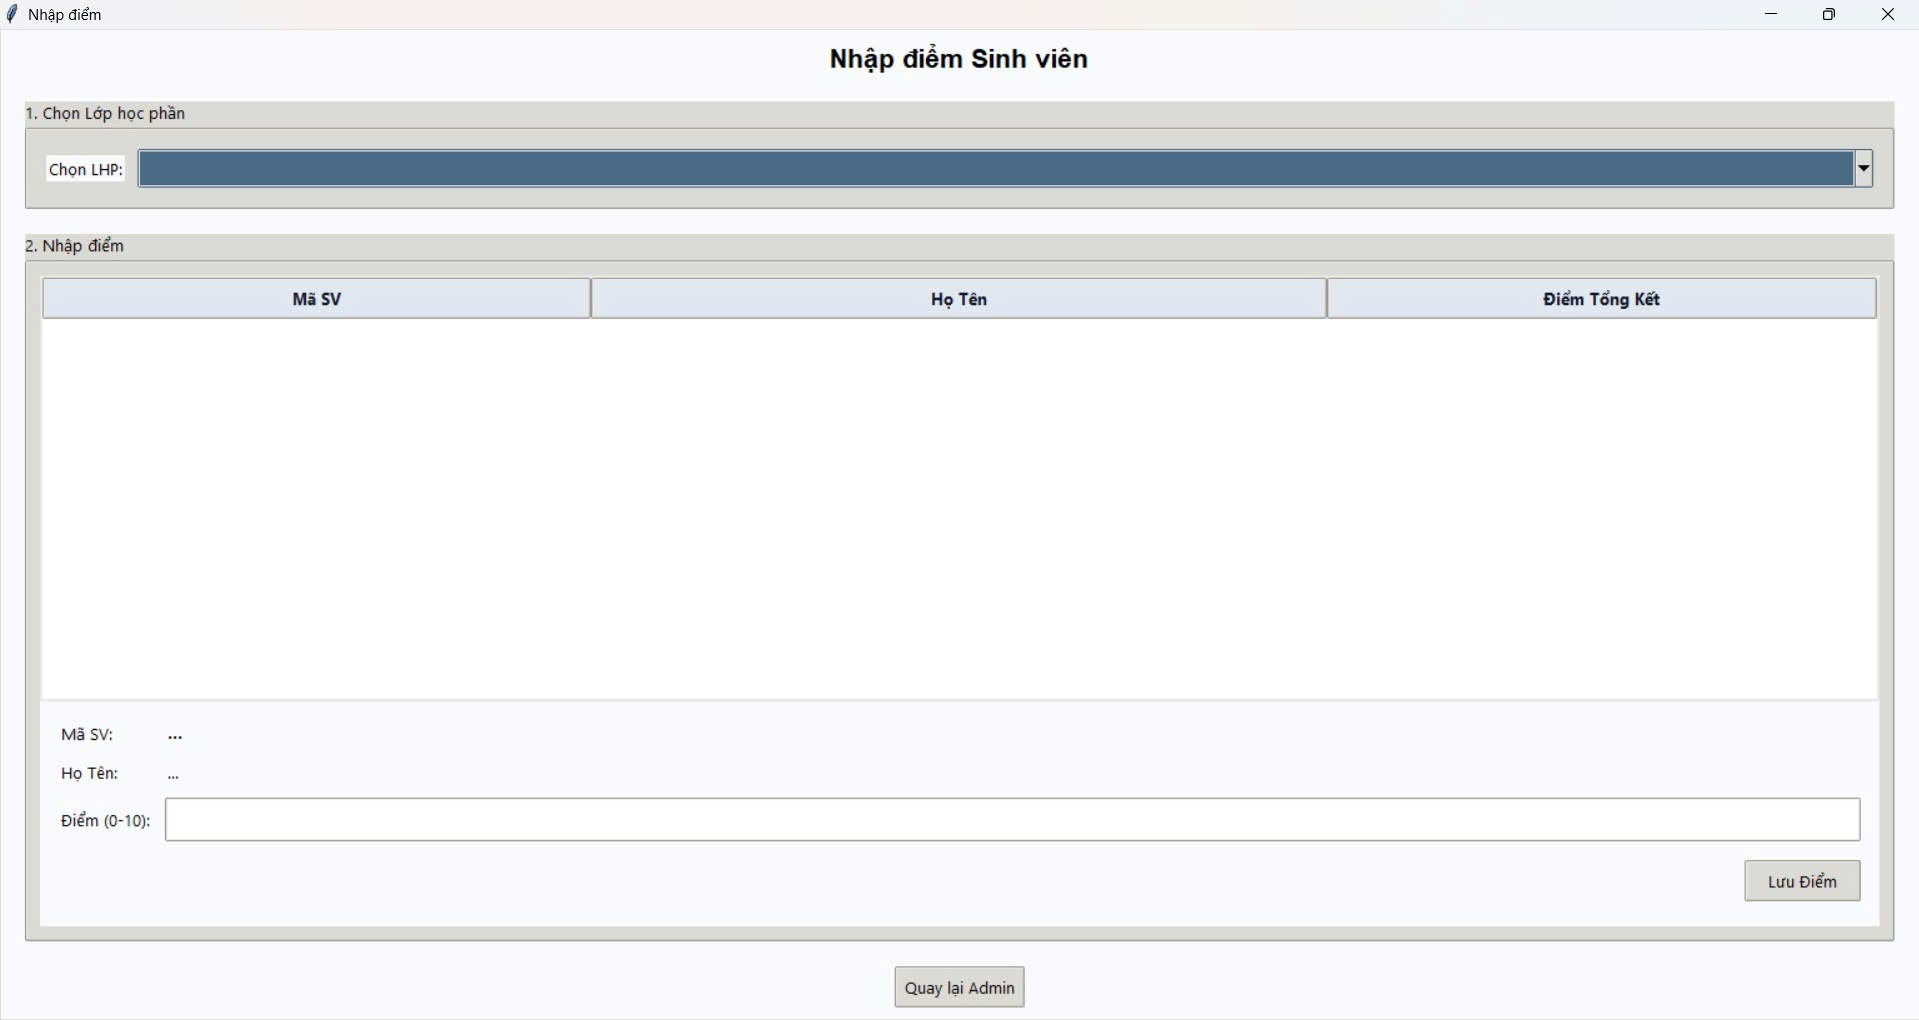 Nhập điểm
Nhập điểm Sinh viên
1. Chọn Lớp học phần
Chọn LHP:
2. Nhập điểm
Mã SV Họ Tên Điểm Tổng Kết
Mã SV: ...
Họ Tên: ...
Điểm (0-10):
Lưu Điểm
Quay lại Admin